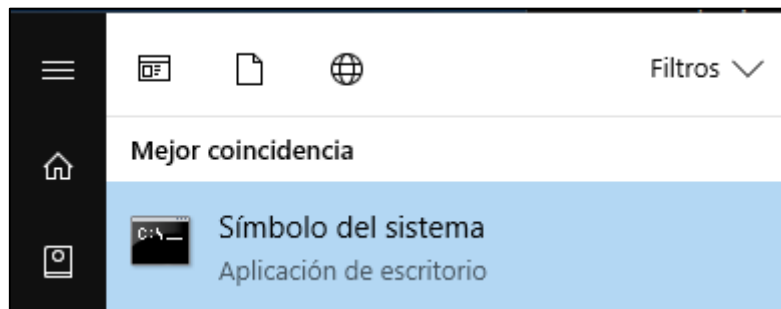 Filtros
Mejor coincidencia
C:\
Símbolo del sistema
Aplicación de escritorio